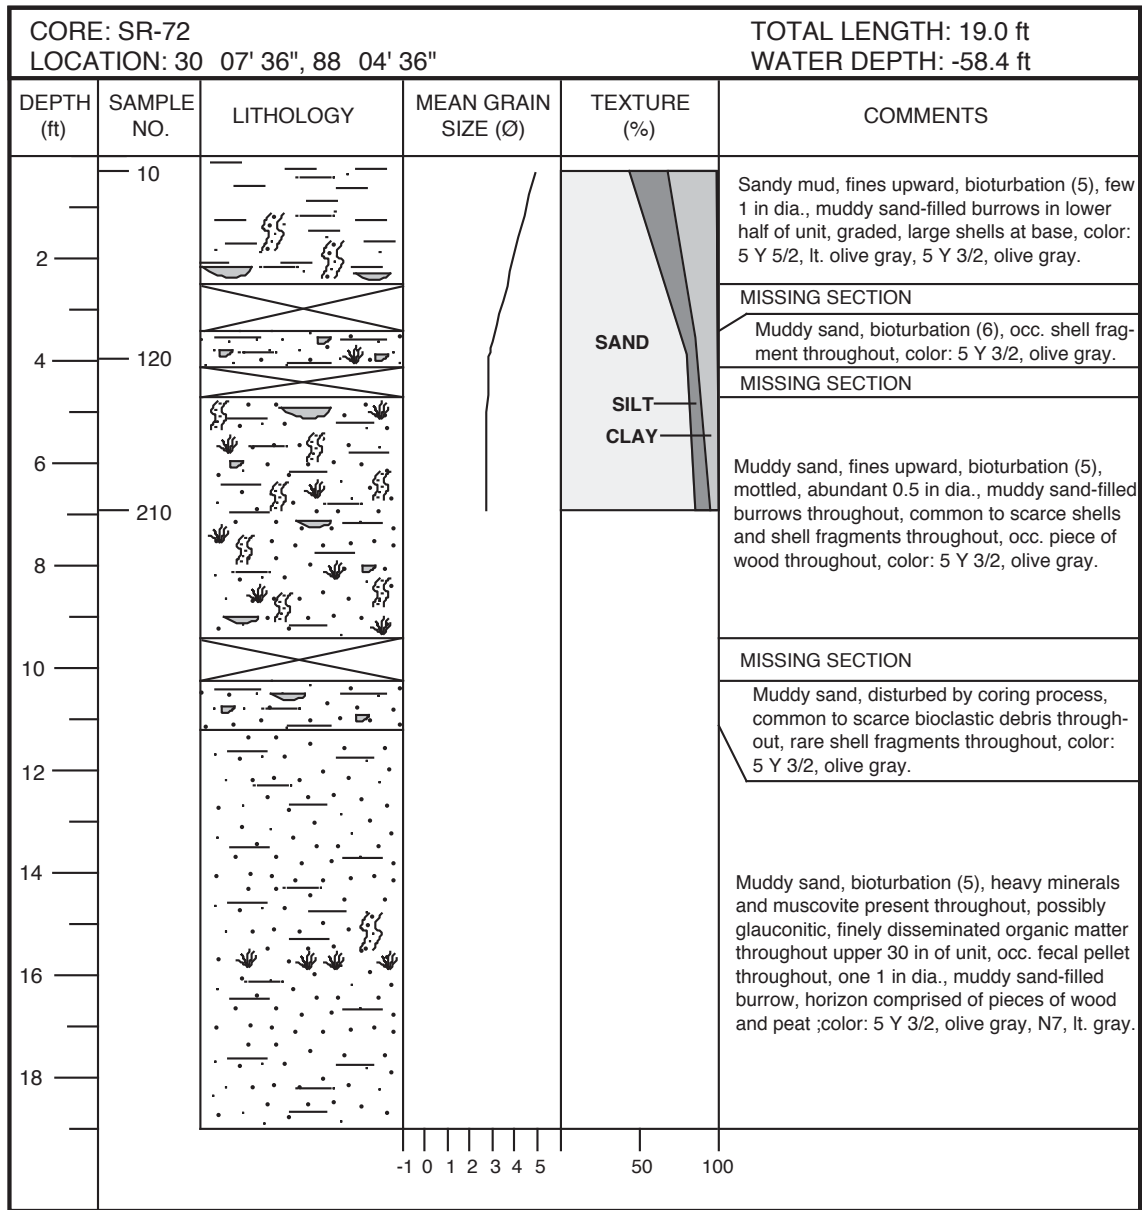 CORE: SR-72
TOTAL LENGTH: 19.0 ft
LOCATION: 30 07' 36", 88 04' 36"
WATER DEPTH: -58.4 ft
DEPTH
(ft)
SAMPLE
NO.
LITHOLOGY
MEAN GRAIN
SIZE (Ø)
TEXTURE
(%)
COMMENTS
10
Sandy mud, fines upward, bioturbation (5), few
1 in dia., muddy sand-filled burrows in lower
half of unit, graded, large shells at base, color:
5 Y 5/2, lt. olive gray, 5 Y 3/2, olive gray.
2
MISSING SECTION
Muddy sand, bioturbation (6), occ. shell frag-
ment throughout, color: 5 Y 3/2, olive gray.
SAND
4
120
MISSING SECTION
SILT
CLAY
6
210
Muddy sand, fines upward, bioturbation (5),
mottled, abundant 0.5 in dia., muddy sand-filled
burrows throughout, common to scarce shells
and shell fragments throughout, occ. piece of
wood throughout, color: 5 Y 3/2, olive gray.
8
10
MISSING SECTION
Muddy sand, disturbed by coring process,
common to scarce bioclastic debris through-
out, rare shell fragments throughout, color:
5 Y 3/2, olive gray.
12
14
Muddy sand, bioturbation (5), heavy minerals
and muscovite present throughout, possibly
glauconitic, finely disseminated organic matter
throughout upper 30 in of unit, occ. fecal pellet
throughout, one 1 in dia., muddy sand-filled
burrow, horizon comprised of pieces of wood
and peat ;color: 5 Y 3/2, olive gray, N7, lt. gray.
16
18
-1 0 1 2 3 4 5
50 100